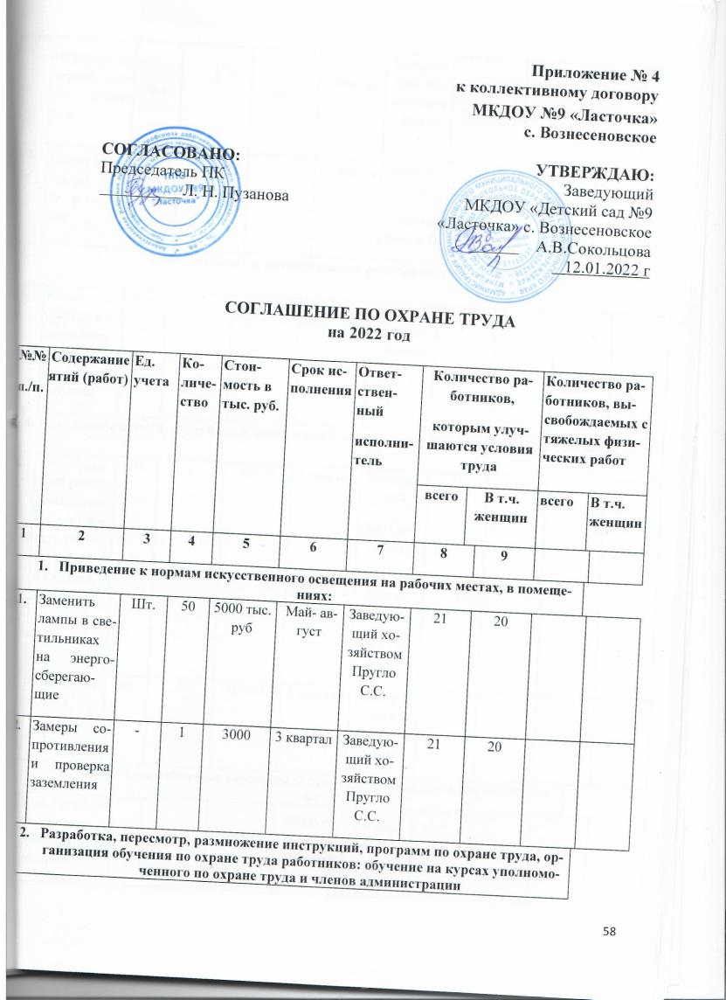 Приложение № 4
к коллективному договору
МКДОУ №9 «Ласточка»
с. Вознесеновское
СОГЛАСОВАНО:
Председатель ПК
Л. Н. Пузанова
ППО
МКДОУ №9
"Ласточка"
УТВЕРЖДАЮ:
Заведующий
МКДОУ «Детский сад №9
«Ласточка» с. Вознесеновское
А.В.Сокольцова
12.01.2022 г
СОГЛАШЕНИЕ ПО ОХРАНЕ ТРУДА
на 2022 год
№№
п./п.
Содержание
ятий (работ)
Ед.
учета
Ко-
личе-
ство
Стои-
мость в
тыс. руб.
Срок ис-
полнения
Ответ-
ствен-
ный
исполни-
тель
Количество ра-
ботников,
которым улуч-
шаются условия
труда
Количество ра-
ботников, вы-
свобождаемых с
тяжелых физи-
ческих работ
всего
В т.ч.
женщин
всего
В т.ч.
женщин
1 2 3 4 5 6 7 8 9
1. Приведение к нормам искусственного освещения на рабочих местах, в помеще-
ниях:
1.
Заменить
лампы в све-
тильниках
на энерго-
сберегаю-
щие
Шт.
50
5000 тыс.
руб
Май- ав-
густ
Заведую-
щий хо-
зяйством
Пругло
С.С.
21
20
2.
Замеры со-
противления
и проверка
заземления
-
1
3000
3 квартал
Заведую-
щий хо-
зяйством
Пругло
С.С.
21
20
2. Разработка, пересмотр, размножение инструкций, программ по охране труда, ор-
ганизация обучения по охране труда работников: обучение на курсах уполномо-
ченного по охране труда и членов администрации
58